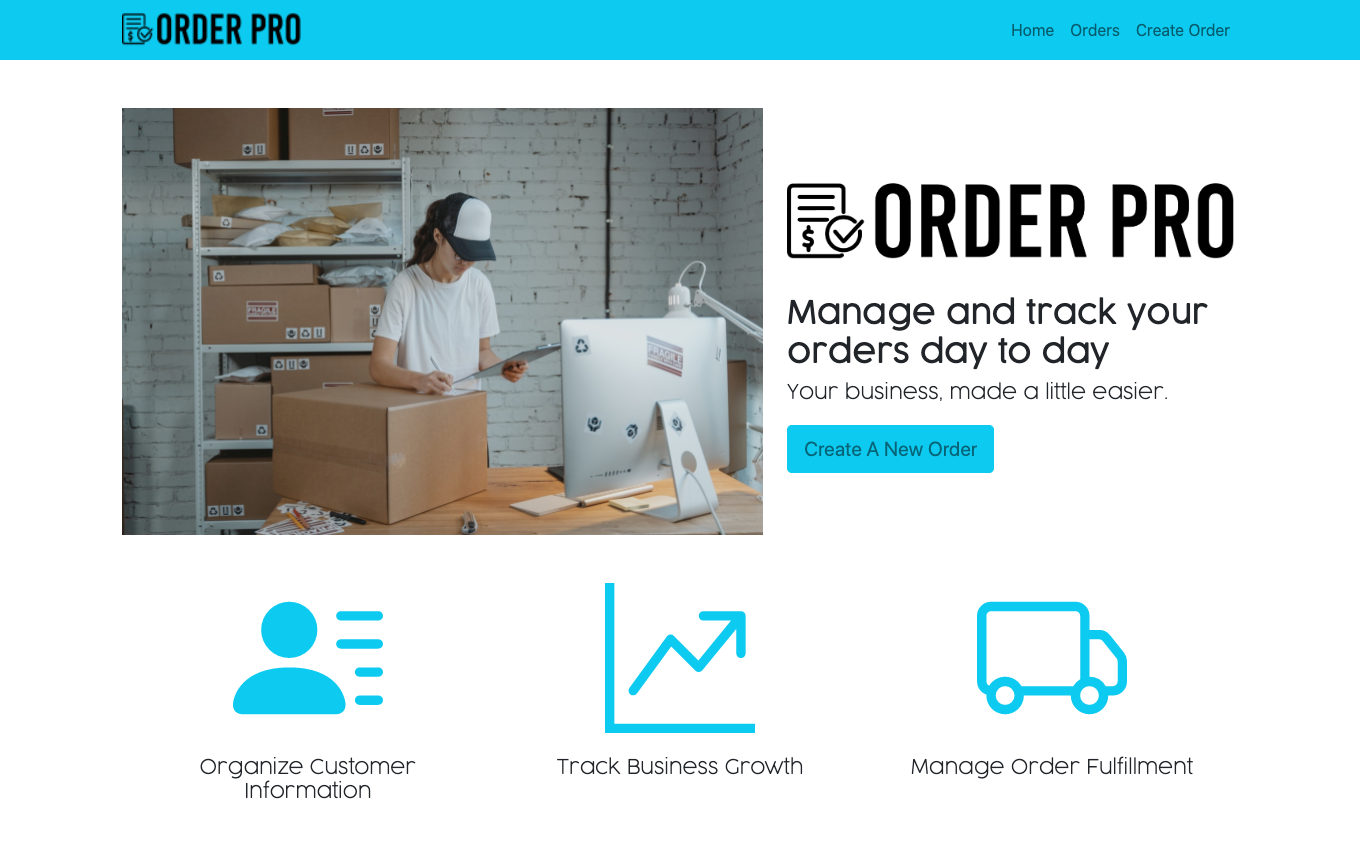 ORDER PRO
Home Orders Create Order
FRAGILE
FRAGILE
$ ORDER PRO
Manage and track your
orders day to day
Your business, made a little easier.
Create A New Order
Organize Customer
Information
Track Business Growth
Manage Order Fulfillment